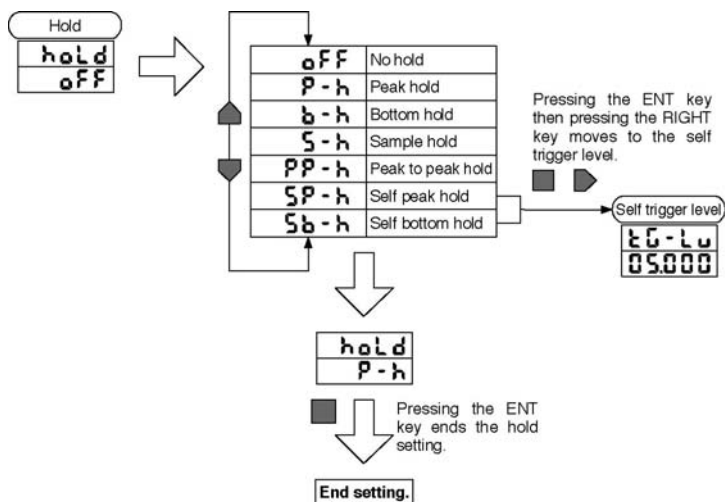 Hold
hoLd
oFF
oFF No hold
P-h Peak hold
b-h Bottom hold
S-h Sample hold
PP-h Peak to peak hold
SP-h Self peak hold
Sb-h Self bottom hold
Pressing the ENT key
then pressing the RIGHT
key moves to the self
trigger level.
Self trigger level
tG-Lu
05.000
hoLd
P-h
Pressing the ENT
key ends the hold
setting.
End setting.